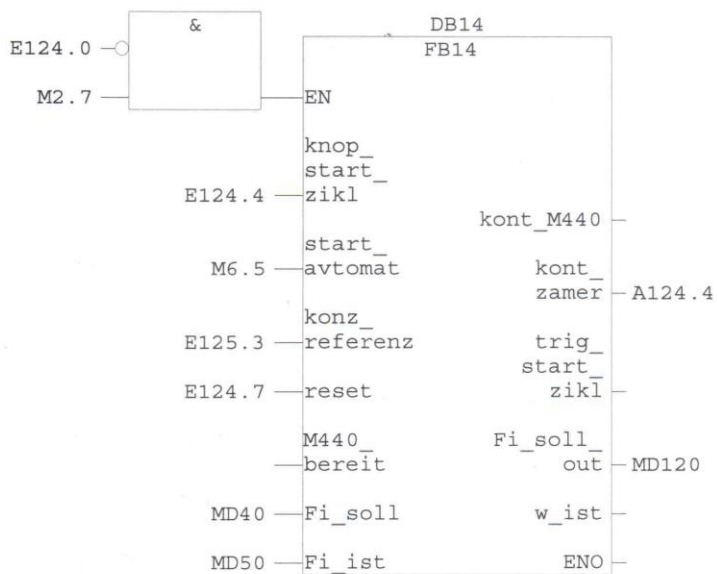 &
DB14
E124.0
FB14
M2.7
EN
knop_
start_
E124.4
zikl
kont_M440
start_
M6.5
avtomat
kont_
zamer
A124.4
konz_
E125.3
referenz
trig_
start_
E124.7
reset
zikl
M440_
bereit
Fi_soll_
out
MD120
MD40
Fi_soll
w_ist
MD50
Fi_ist
ENO